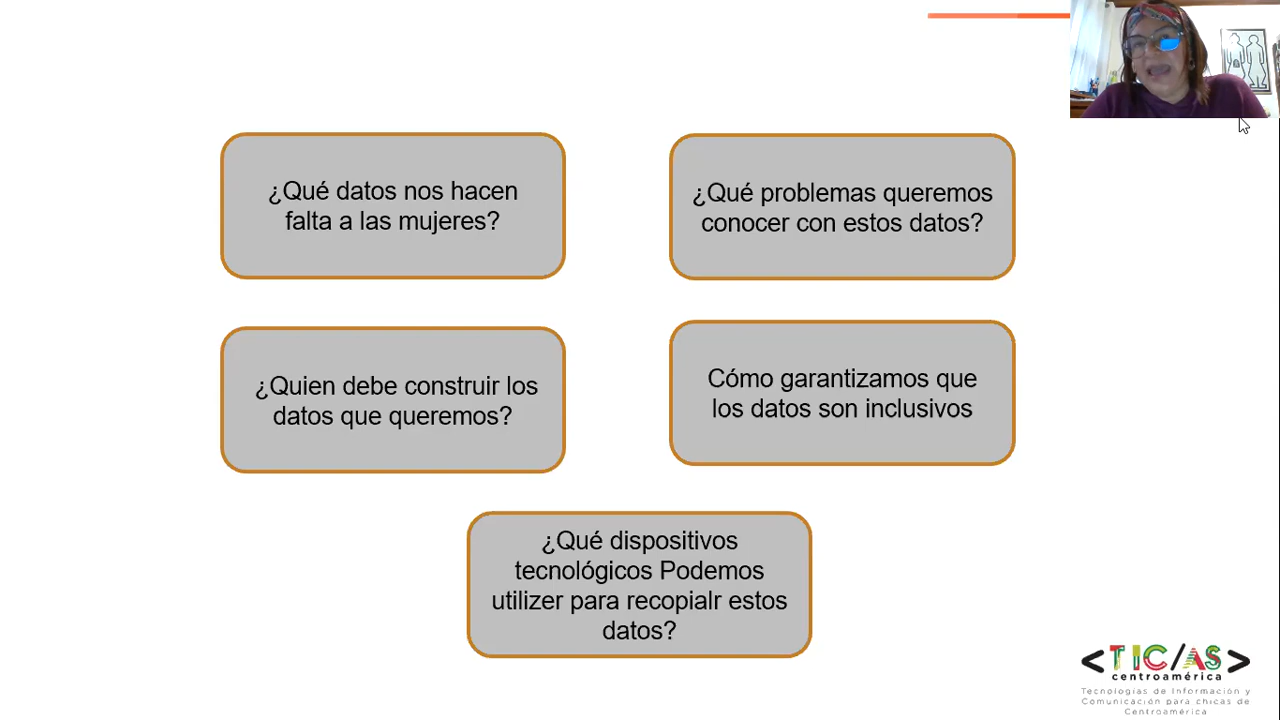 ¿Qué datos nos hacen
falta a las mujeres?
¿Qué problemas queremos
conocer con estos datos?
¿Quien debe construir los
datos que queremos?
Cómo garantizamos que
los datos son inclusivos
¿Qué dispositivos
tecnológicos Podemos
utilizer para recopialr estos
datos?
<TIC/AS>
centroamérica
Tecnologías de Información y
Comunicación para chicas de
Centroamérica